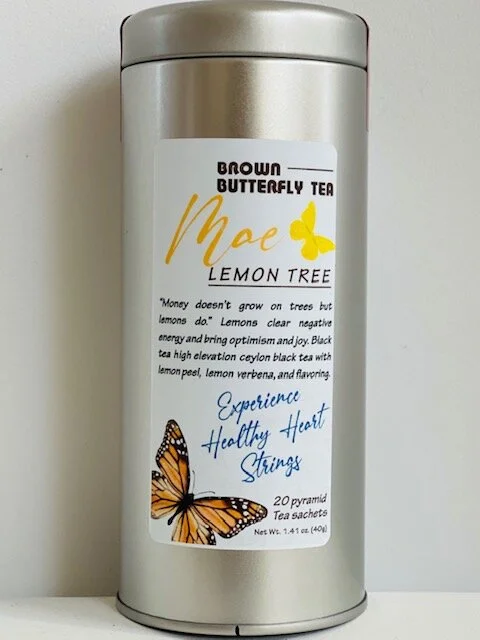 BROWN
BUTTERFLY TEA
Mae
LEMON TREE
"Money doesn't grow on trees but
lemons do." Lemons clear negative
energy and bring optimism and joy. Black
tea high elevation ceylon black tea with
lemon peel, lemon verbena, and flavoring.
Experience
Healthy Heart
Strings
20 pyramid
Tea sachets
Net Wt. 1.41 oz. (40g)